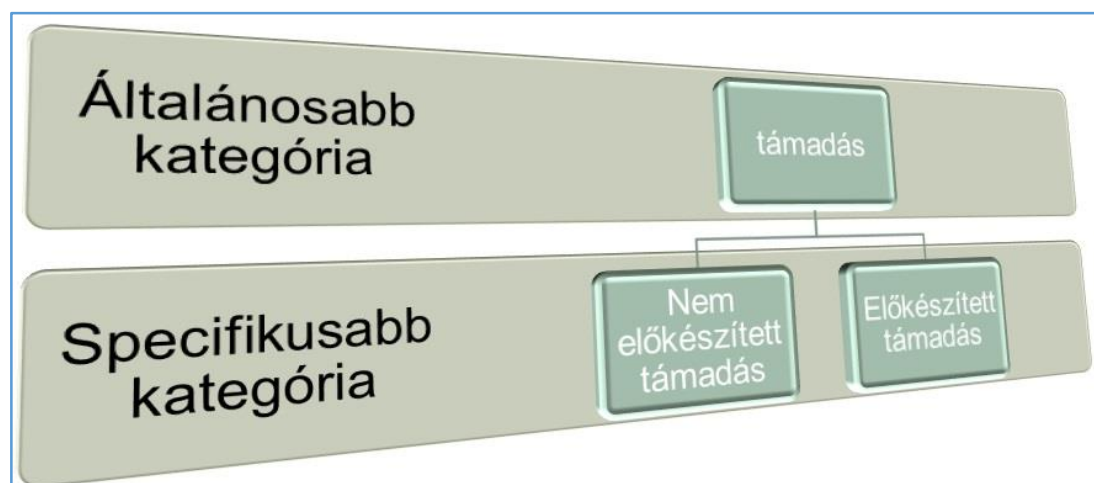 Általánosabb
kategória
támadás
Specifikusabb
kategória
Nem
előkészített
támadás
Előkészített
támadás